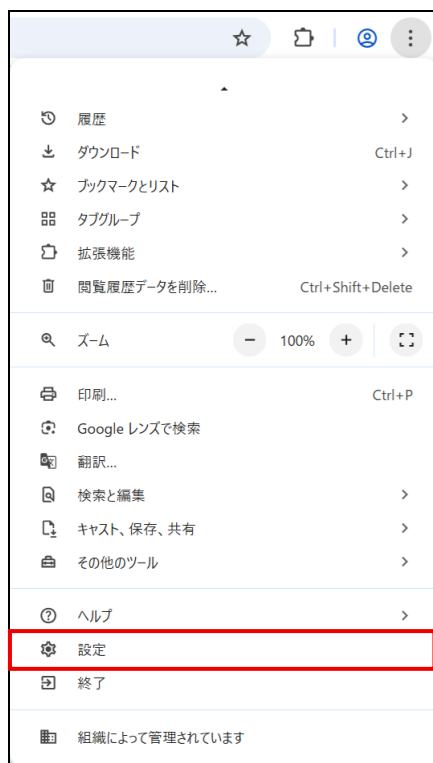 履歴
ダウンロード Ctrl+J
ブックマークとリスト
タブグループ
拡張機能
閲覧履歴データを削除... Ctrl+Shift+Delete
ズーム − 100% +
印刷... Ctrl+P
Google レンズで検索
翻訳...
検索と編集
キャスト、保存、共有
その他のツール
ヘルプ
設定
終了
組織によって管理されています